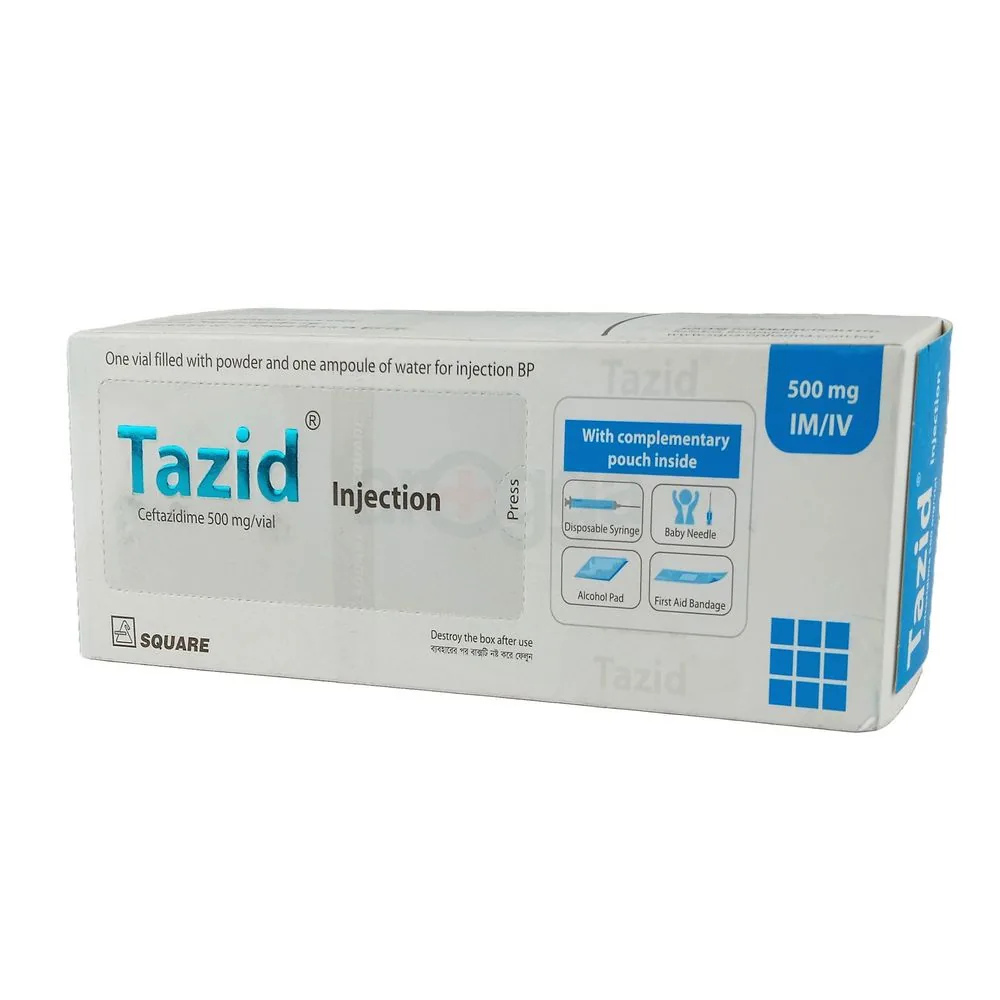 One vial filled with powder and one ampoule of water for injection BP
Tazid®
Injection
Ceftazidime 500 mg/vial
Press
SQUARE
Destroy the box after use
ব্যবহারের পর বাক্সটি নষ্ট করে ফেলুন
Tazid
With complementary
pouch inside
Disposable Syringe
Baby Needle
Alcohol Pad
First Aid Bandage
Tazid
500 mg
IM/IV
Tazid® Injection